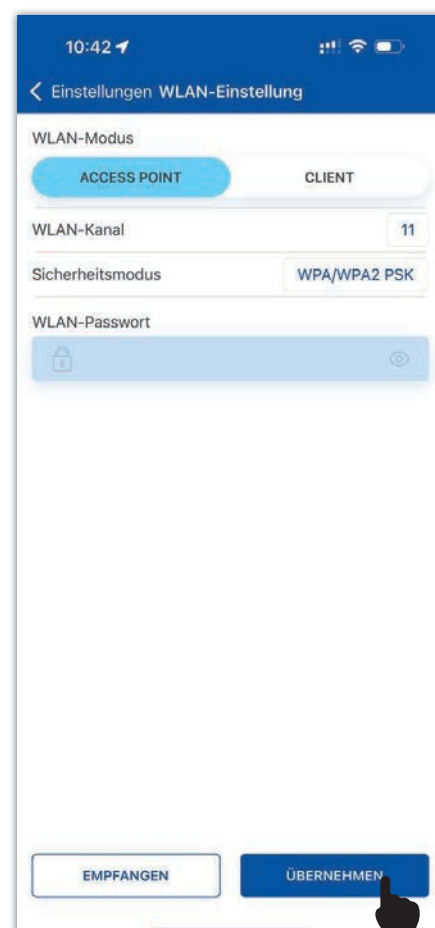 10:42
Einstellungen WLAN-Einstellung
WLAN-Modus
ACCESS POINT CLIENT
WLAN-Kanal 11
Sicherheitsmodus WPA/WPA2 PSK
WLAN-Passwort
EMPFANGEN ÜBERNEHMEN